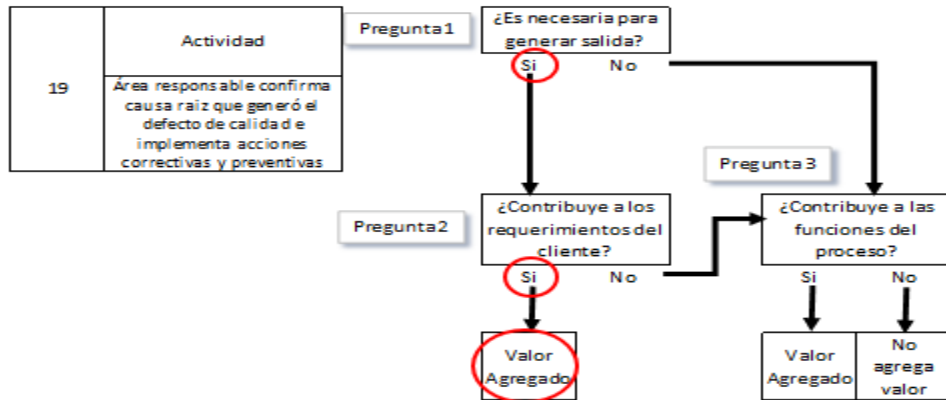 19
Actividad
Área responsable confirma
causa raiz que generó el
defecto de calidad e
implementa acciones
correctivas y preventivas
Pregunta 1
¿Es necesaria para
generar salida?
Si No
Pregunta 2
¿Contribuye a los
requerimientos del
cliente?
Si No
Pregunta 3
¿Contribuye a las
funciones del
proceso?
Si No
Valor
Agregado
Valor
Agregado
No
agrega
valor